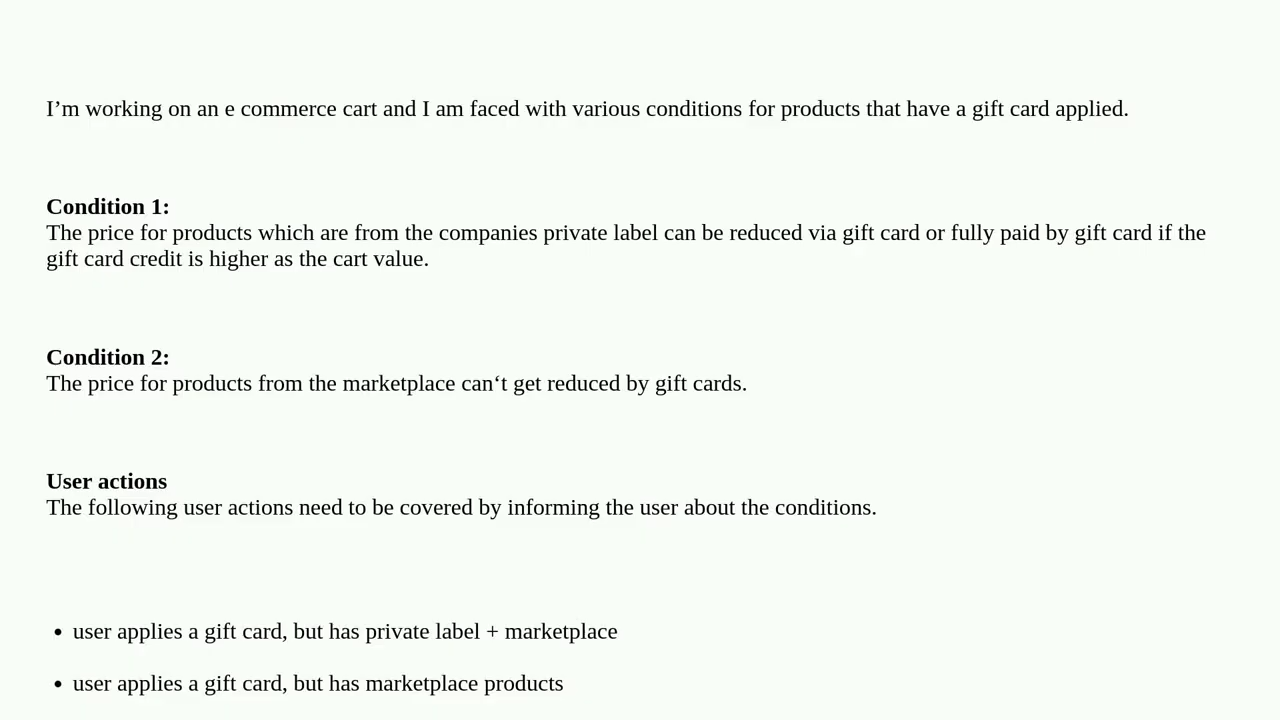 I’m working on an e commerce cart and I am faced with various conditions for products that have a gift card applied.
Condition 1:
The price for products which are from the companies private label can be reduced via gift card or fully paid by gift card if the
gift card credit is higher as the cart value.
Condition 2:
The price for products from the marketplace can‘t get reduced by gift cards.
User actions
The following user actions need to be covered by informing the user about the conditions.
• user applies a gift card, but has private label + marketplace
• user applies a gift card, but has marketplace products